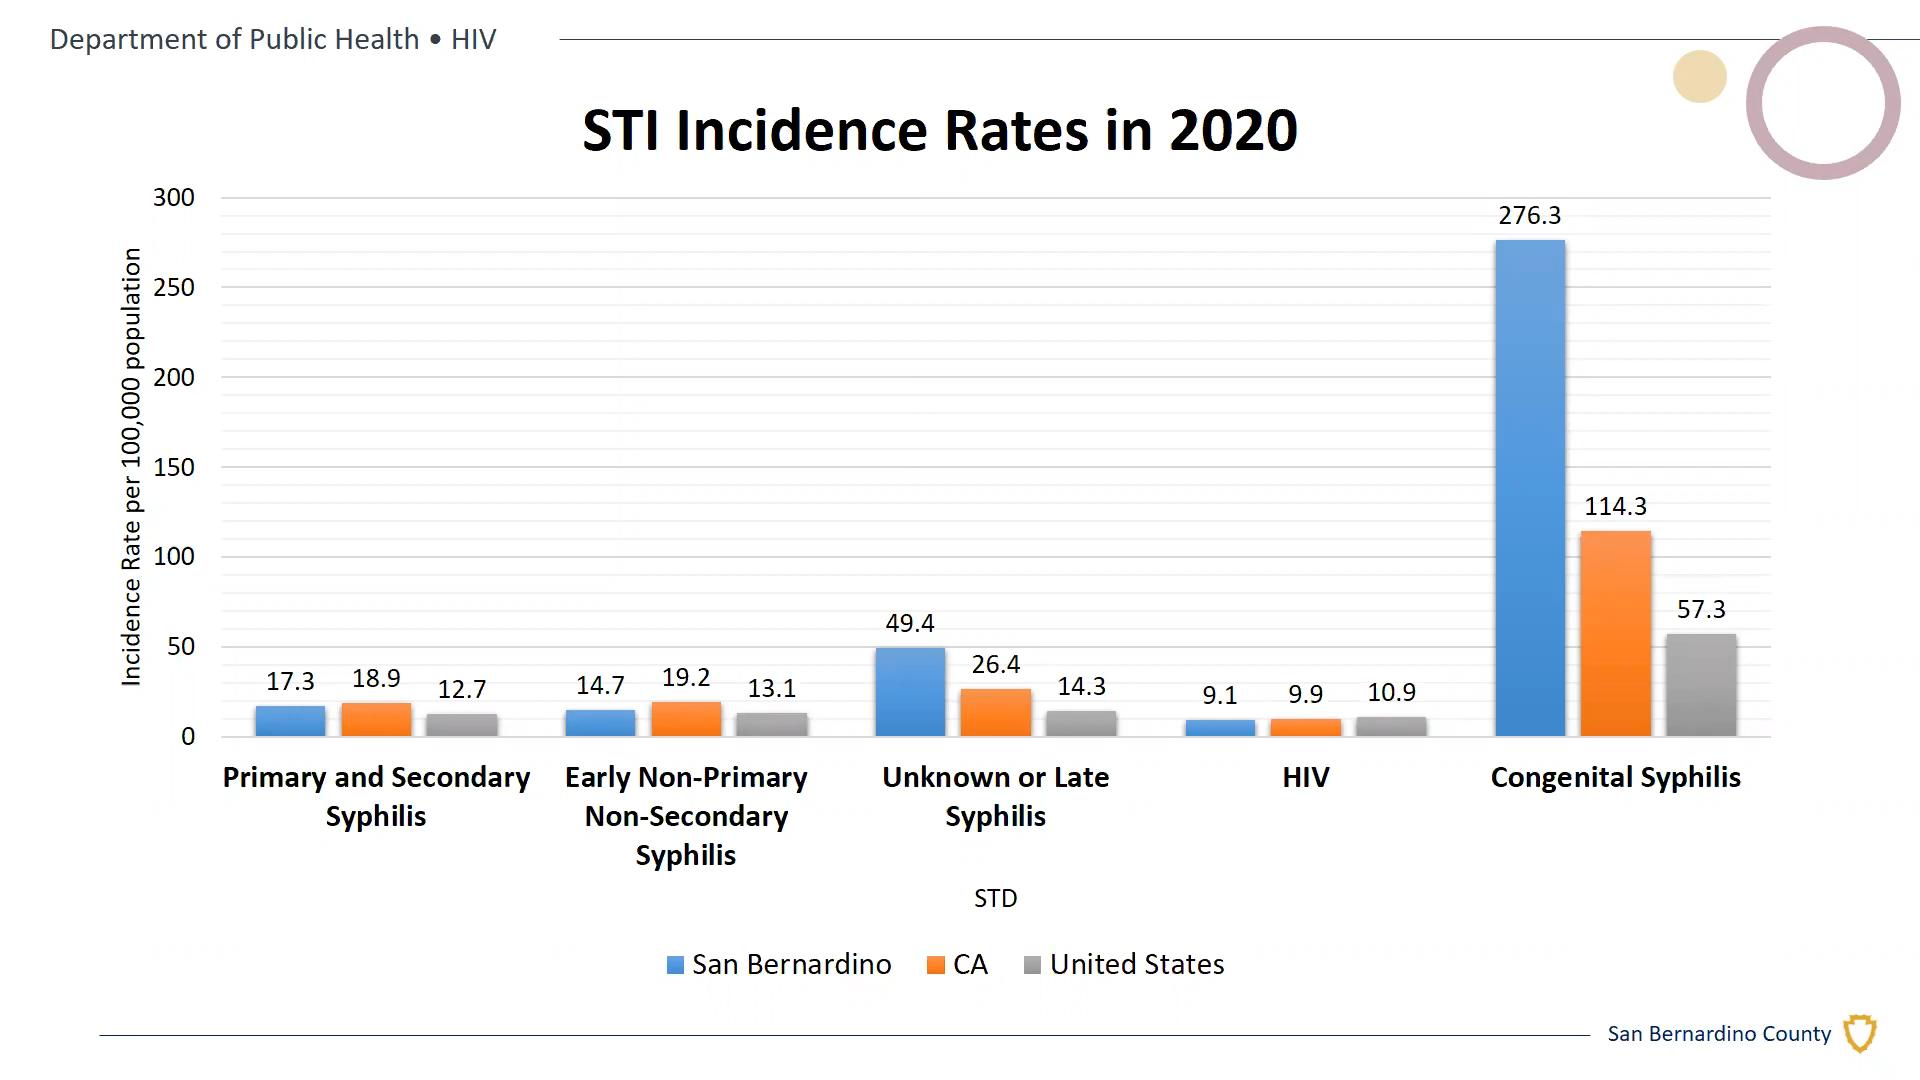 Department of Public Health • HIV
STI Incidence Rates in 2020
Incidence Rate per 100,000 population
300
250
200
150
100
50
0
17.3 18.9 12.7
14.7 19.2 13.1
49.4 26.4 14.3
9.1 9.9 10.9
276.3 114.3 57.3
Primary and Secondary
Syphilis
Early Non-Primary
Non-Secondary
Syphilis
Unknown or Late
Syphilis
HIV
Congenital Syphilis
STD
San Bernardino CA United States
San Bernardino County